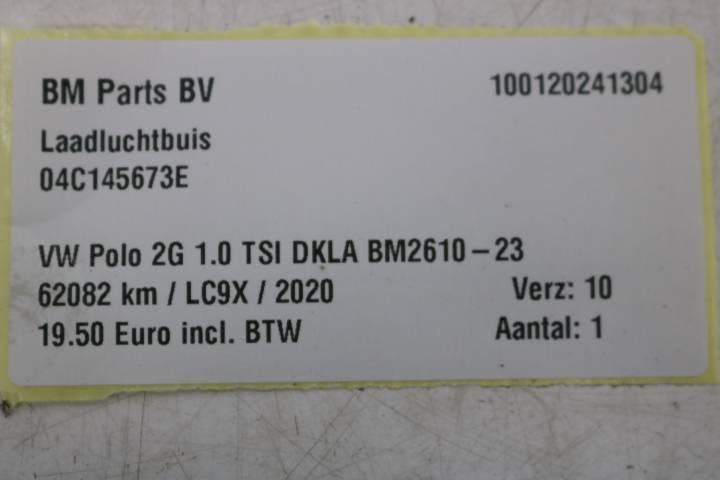 BM Parts BV 100120241304
Laadluchtbuis
04C145673E
VW Polo 2G 1.0 TSI DKLA BM2610-23
62082 km / LC9X / 2020 Verz: 10
19.50 Euro incl. BTW Aantal: 1